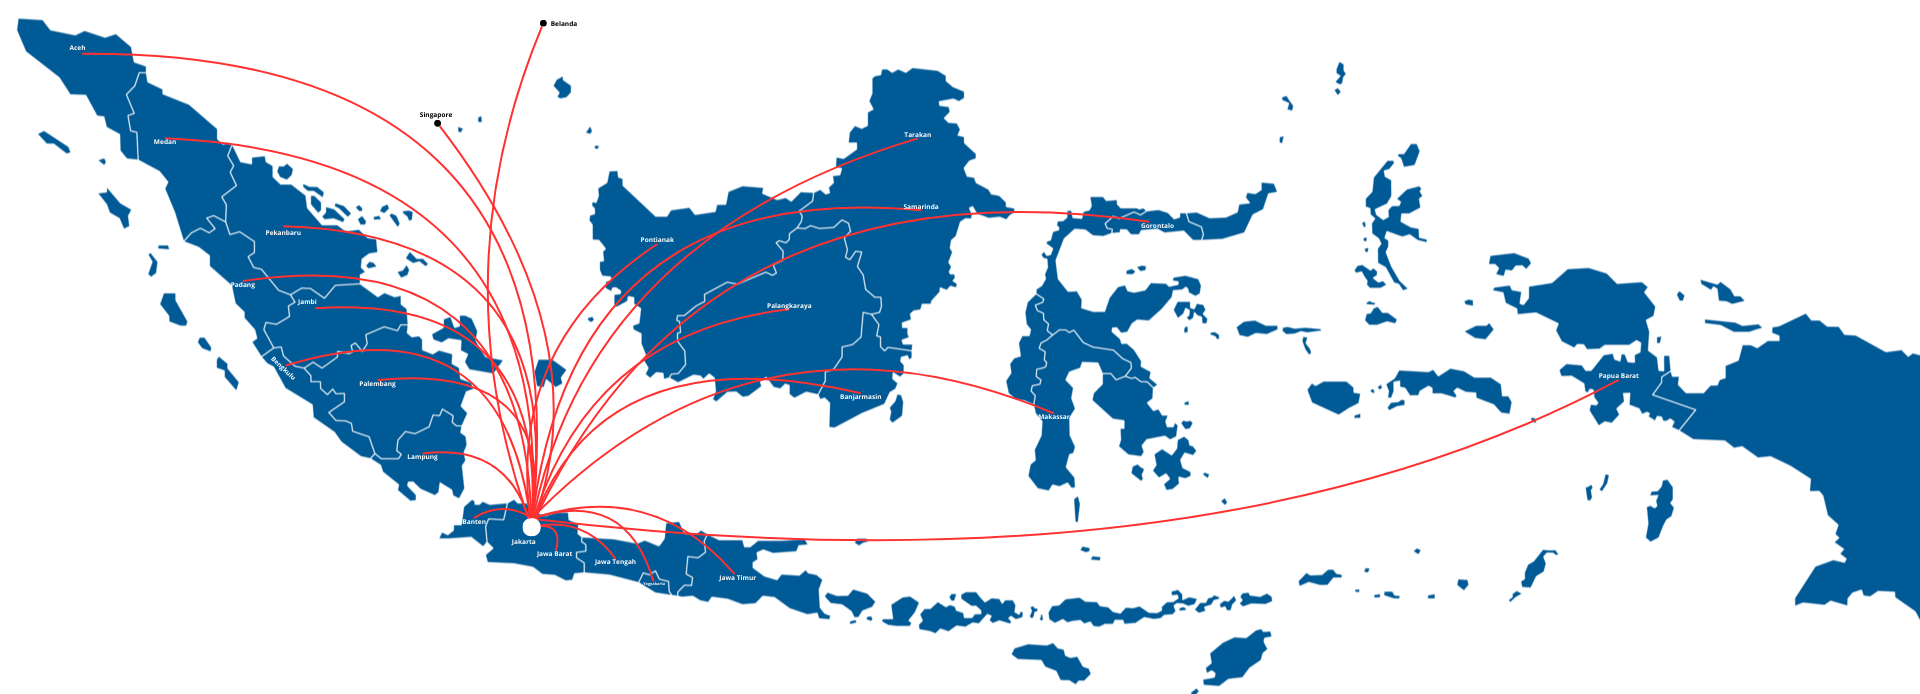 Belanda
Aceh
Singapore
Tarakan
Medan
Samarinda
Gorontalo
Pekanbaru
Pontianak
Padang
Jambi
Palangkaraya
Bengkulu
Papua Barat
Palembang
Banjarmasin
Makassar
Lampung
Banten
Jakarta
Jawa Barat
Jawa Tengah
Jawa Timur
Yogyakarta